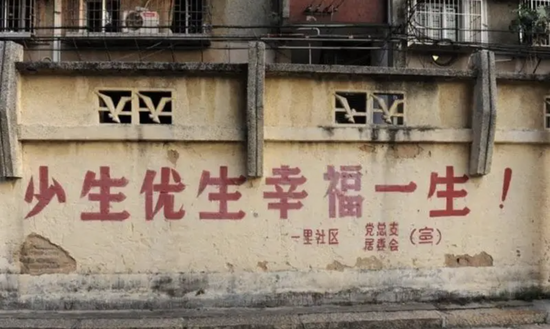 少生优生幸福一生！
一里社区 党总支 居委会 （宣）